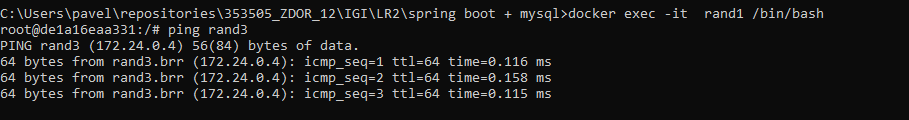 C:\Users\pavel\repositories\353505_ZDOR_12\IGI\LR2\spring boot + mysql>docker exec -it  rand1 /bin/bash
root@de1a16eaa331:/# ping rand3
PING rand3 (172.24.0.4) 56(84) bytes of data.
64 bytes from rand3.brr (172.24.0.4): icmp_seq=1 ttl=64 time=0.116 ms
64 bytes from rand3.brr (172.24.0.4): icmp_seq=2 ttl=64 time=0.158 ms
64 bytes from rand3.brr (172.24.0.4): icmp_seq=3 ttl=64 time=0.115 ms